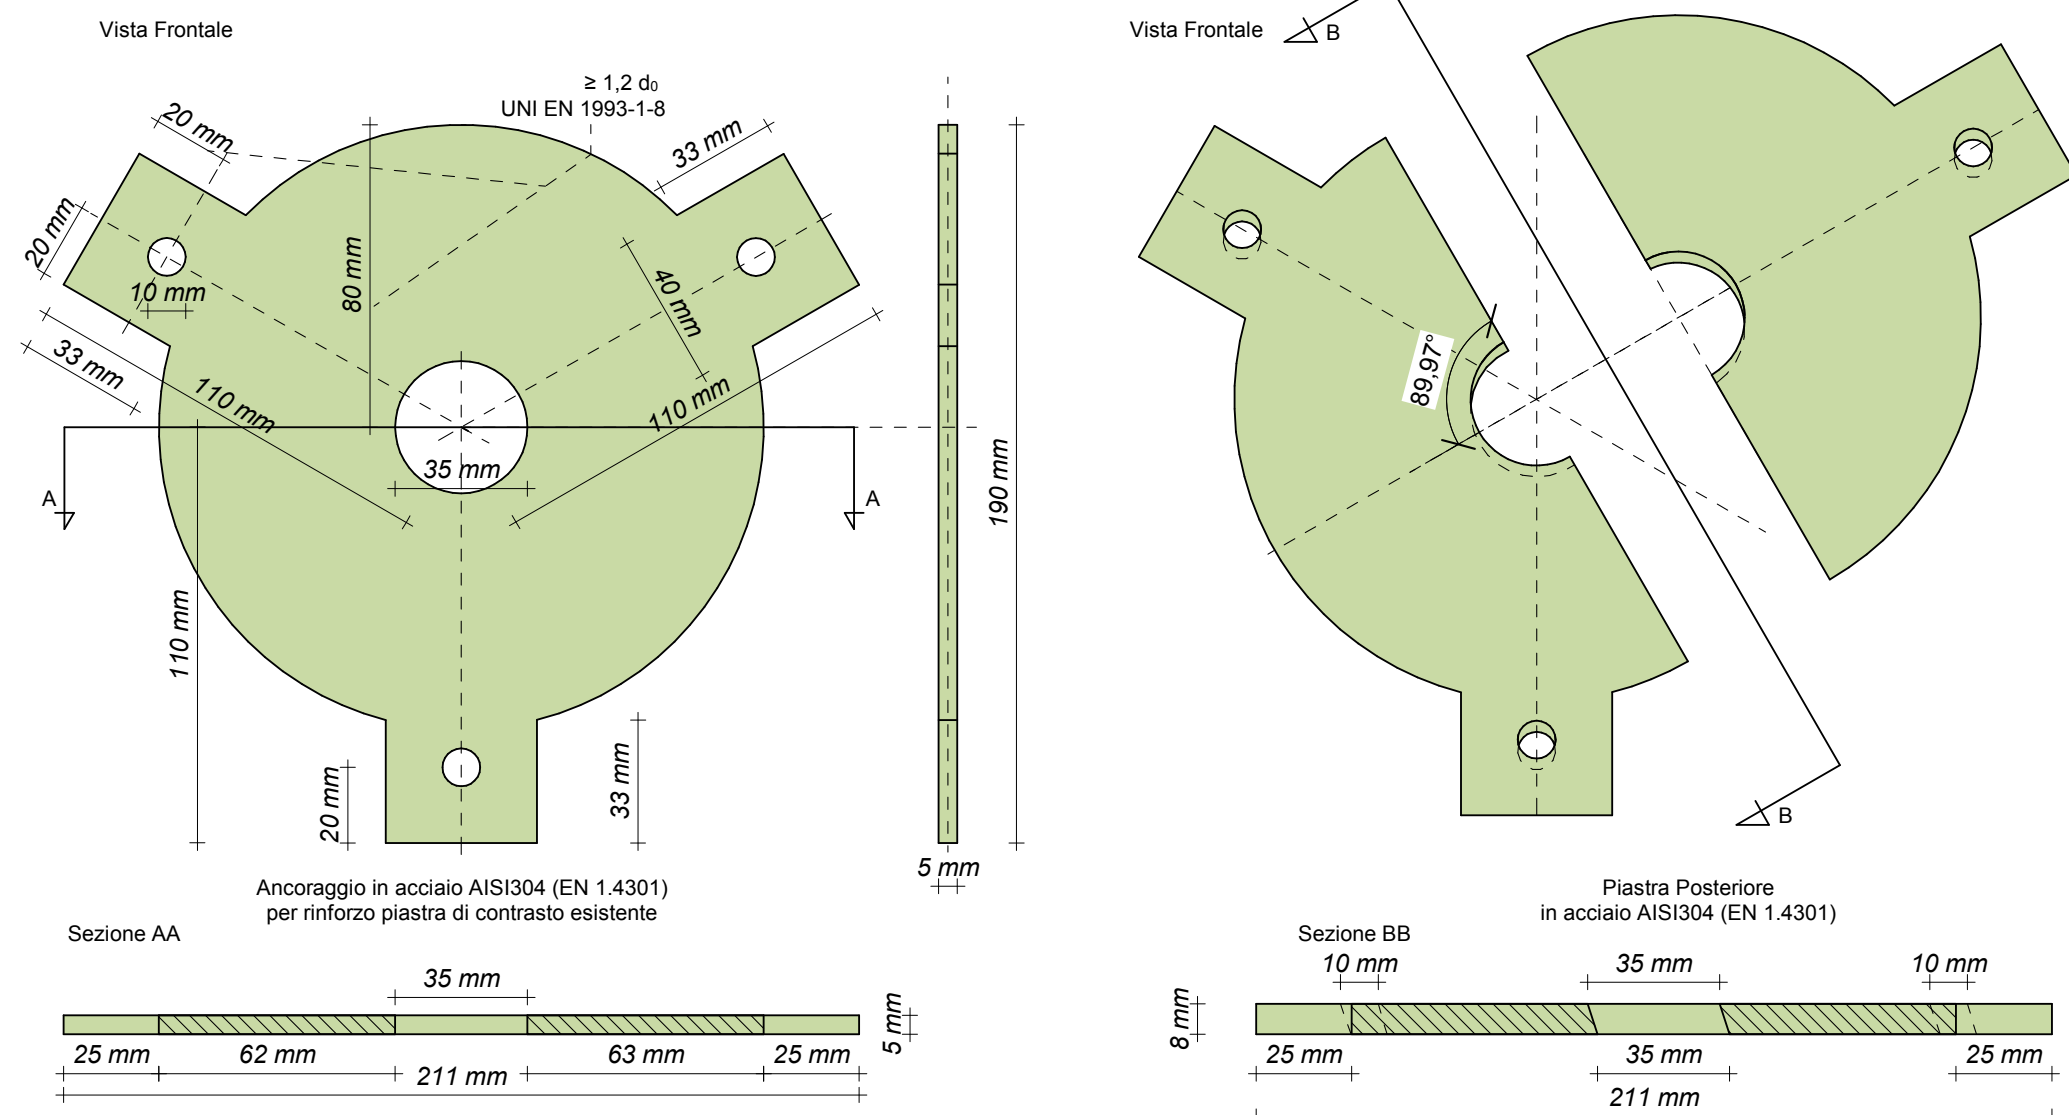 Vista Frontale
≥ 1,2 d₀
UNI EN 1993-1-8
20 mm
33 mm
20 mm
10 mm
80 mm
40 mm
33 mm
110 mm
110 mm
35 mm
A
A
110 mm
20 mm
33 mm
190 mm
5 mm
Ancoraggio in acciaio AISI304 (EN 1.4301)
per rinforzo piastra di contrasto esistente
Sezione AA
35 mm
5 mm
25 mm
62 mm
63 mm
25 mm
211 mm
Vista Frontale
B
89,97°
B
Piastra Posteriore
in acciaio AISI304 (EN 1.4301)
Sezione BB
10 mm
35 mm
10 mm
8 mm
25 mm
35 mm
25 mm
211 mm